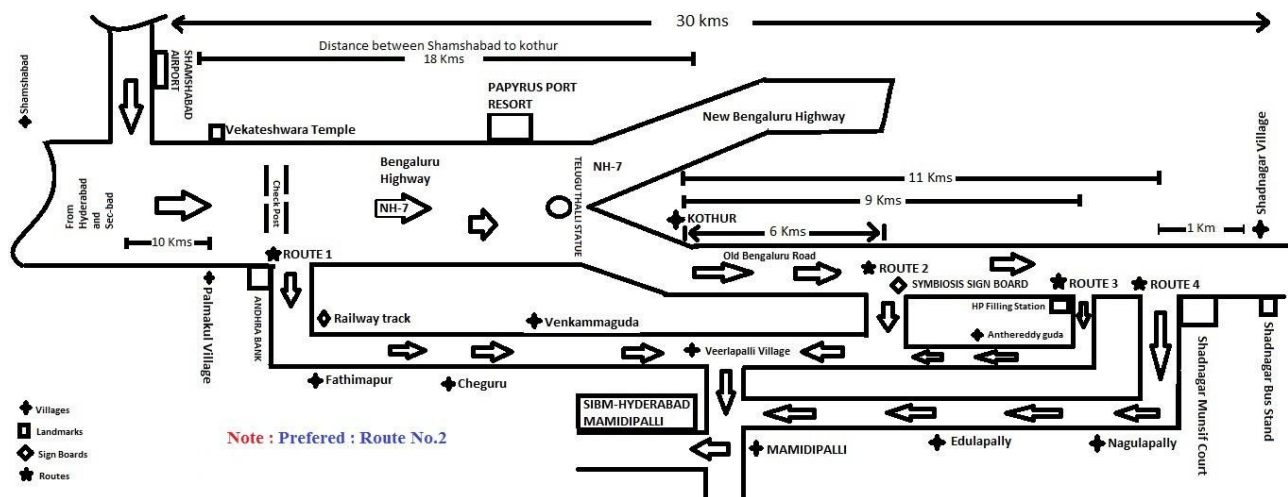 30 kms
Distance between Shamshabad to kothur
18 Kms
SHAMSHABAD
AIRPORT
Shamshabad
PAPYRUS PORT
RESORT
Vekateshwara Temple
New Bengaluru Highway
Shadnagar Village
From
Hyderabad
and
Sec-bad
Check Post
Bengaluru
Highway
NH-7
TELUGU THALLI STATUE
NH-7
11 Kms
9 Kms
KOTHUR
6 Kms
1 Km
10 Kms
ROUTE 1
Old Bengaluru Road
ROUTE 2
SYMBIOSIS SIGN BOARD
ROUTE 3
ROUTE 4
Palmakul Village
ANDHRA BANK
Railway track
Venkammaguda
HP Filling Station
Anthereddy guda
Veerlapalli Village
Fathimapur
Cheguru
Shadnagar Munsif Court
Shadnagar Bus Stand
Villages
Landmarks
Sign Boards
Routes
Note : Prefered : Route No.2
SIBM-HYDERABAD
MAMIDIPALLI
MAMIDIPALLI
Edulapally
Nagulapally